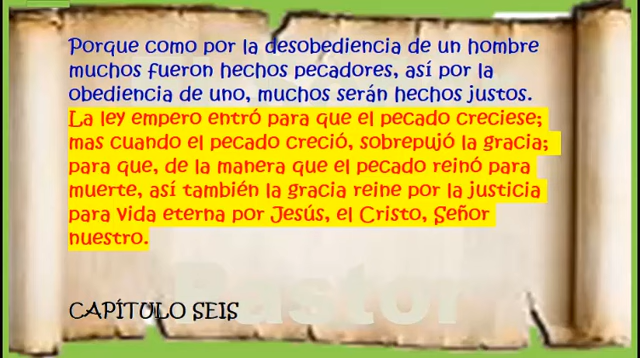 Porque como por la desobediencia de un hombre
muchos fueron hechos pecadores, así por la
obediencia de uno, muchos serán hechos justos.
La ley empero entró para que el pecado creciese;
mas cuando el pecado creció, sobrepujó la gracia;
para que, de la manera que el pecado reinó para
muerte, así también la gracia reine por la justicia
para vida eterna por Jesús, el Cristo, Señor
nuestro.
Pastor
CAPÍTULO SEIS